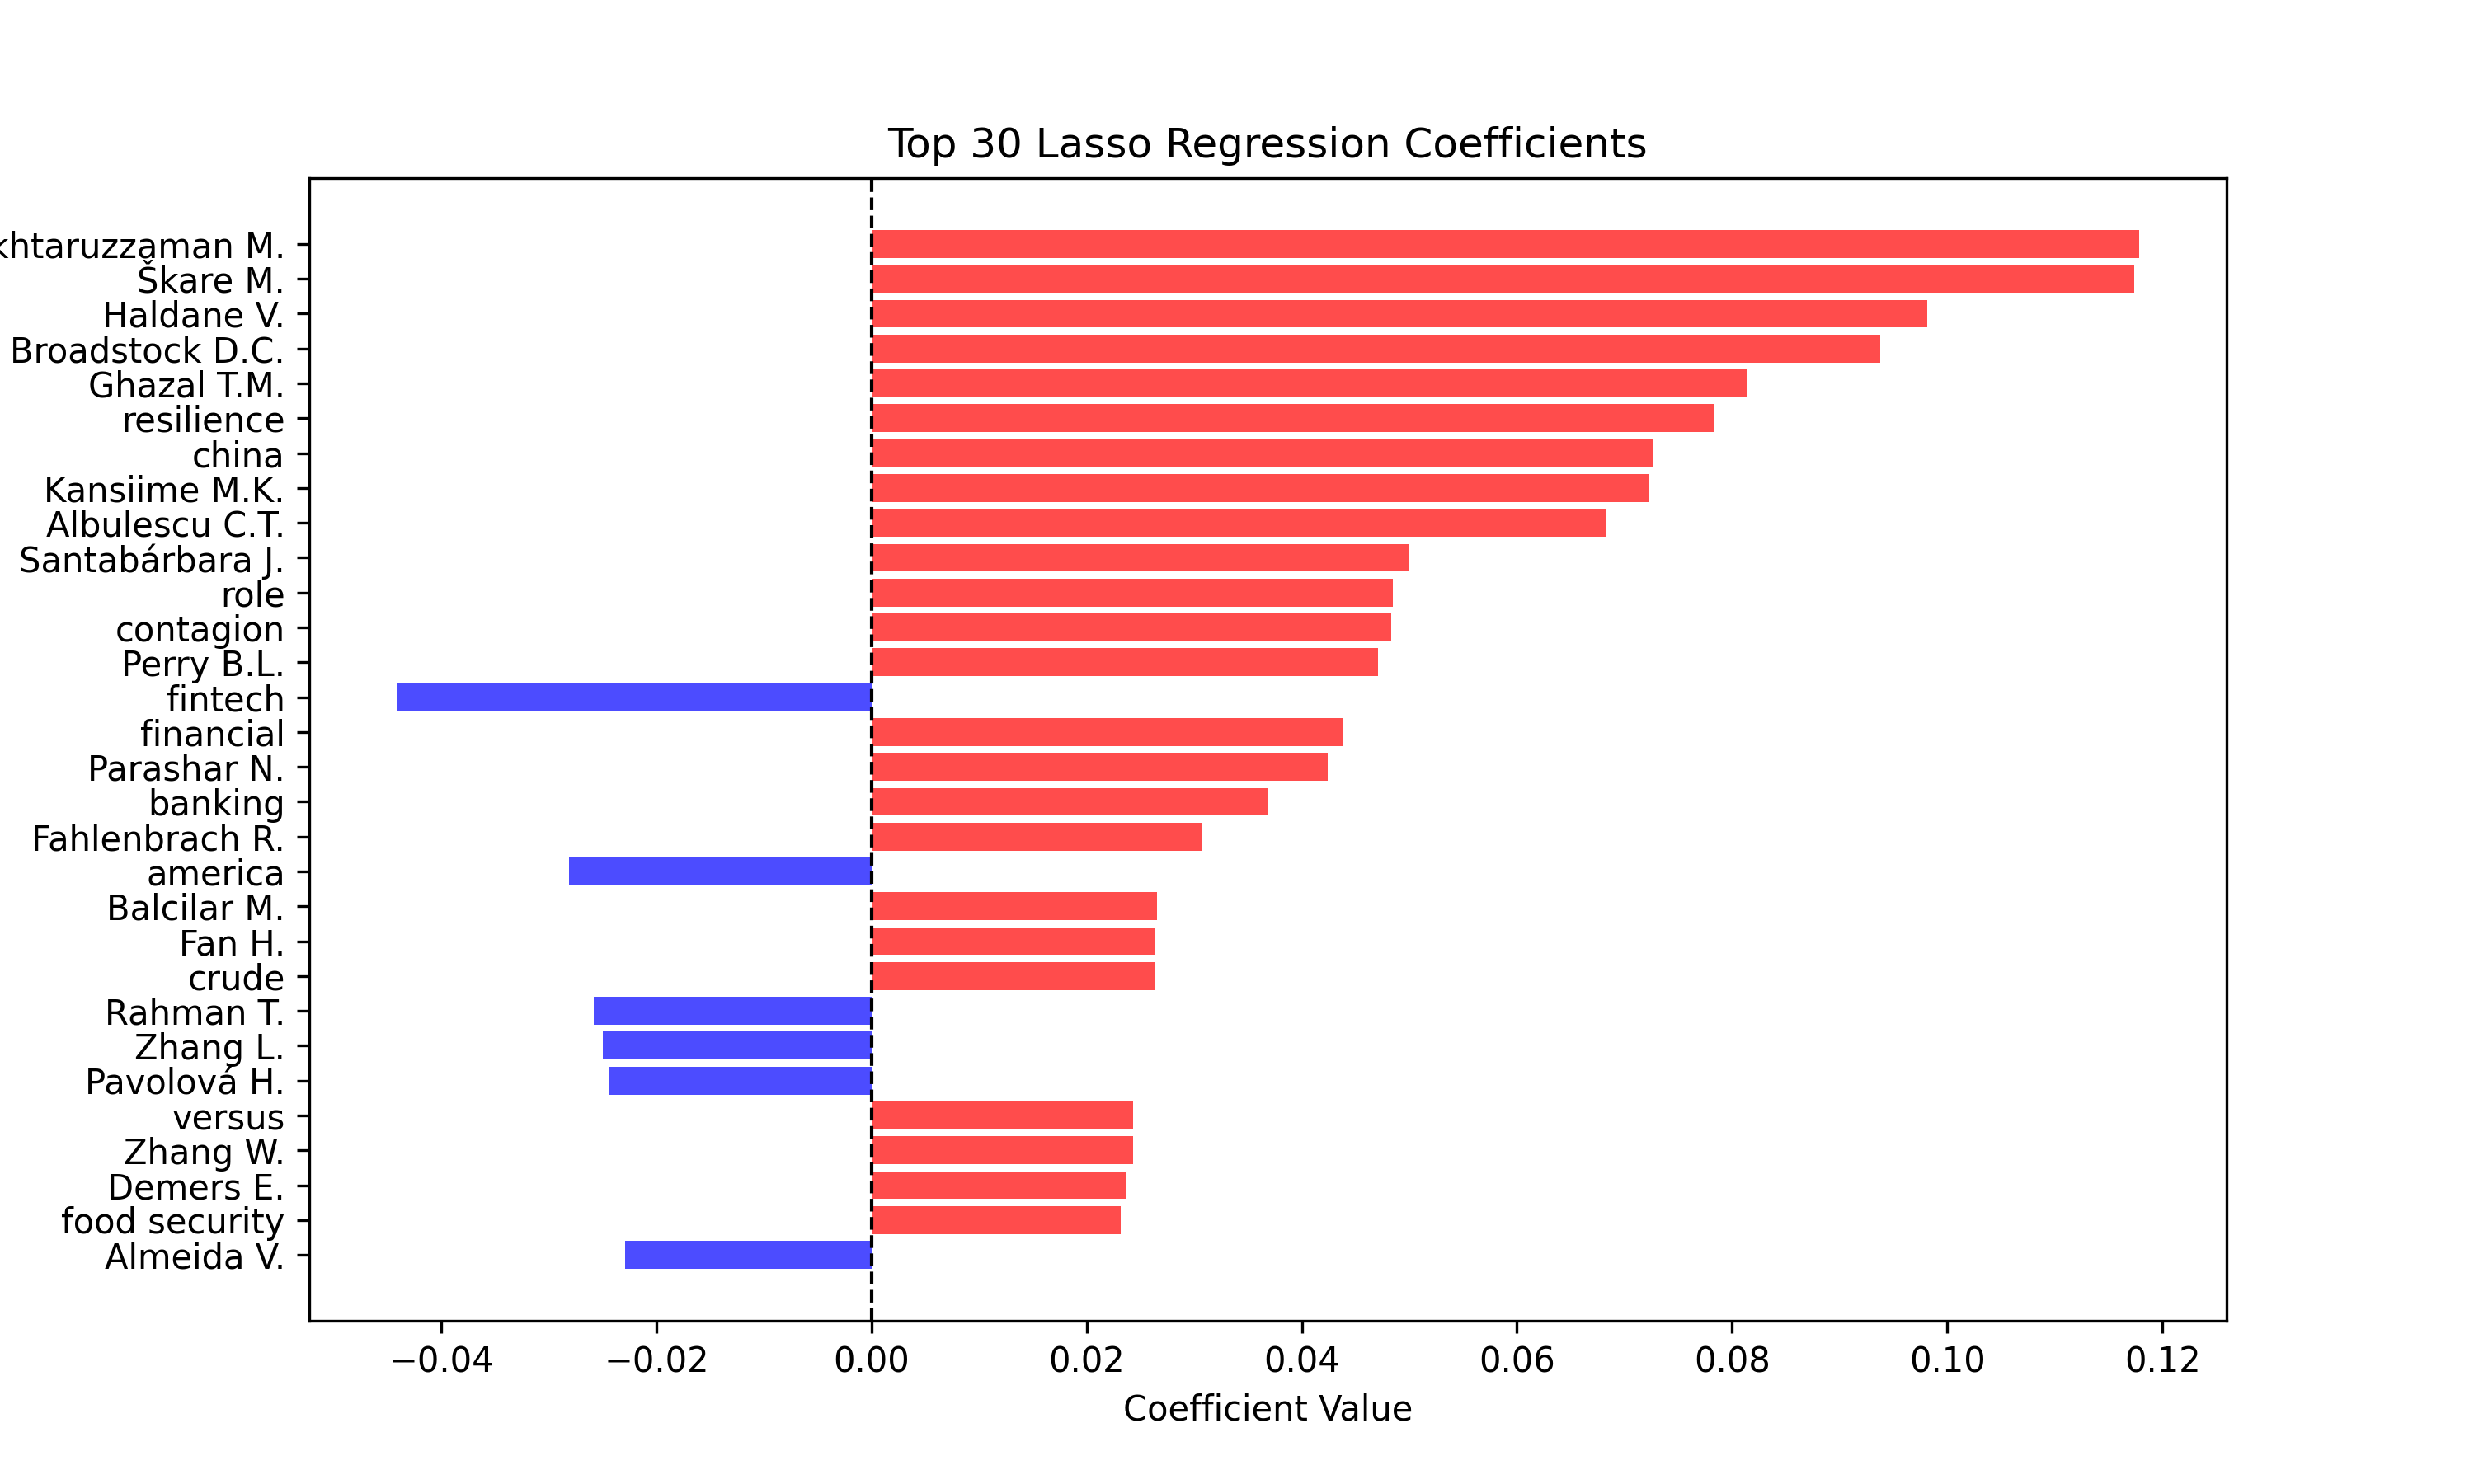 Top 30 Lasso Regression Coefficients
khtaruzzaman M.
Škare M.
Haldane V.
Broadstock D.C.
Ghazal T.M.
resilience
china
Kansiime M.K.
Albulescu C.T.
Santabárbara J.
role
contagion
Perry B.L.
fintech
financial
Parashar N.
banking
Fahlenbrach R.
america
Balcilar M.
Fan H.
crude
Rahman T.
Zhang L.
Pavolová H.
versus
Zhang W.
Demers E.
food security
Almeida V.
−0.04 −0.02 0.00 0.02 0.04 0.06 0.08 0.10 0.12
Coefficient Value